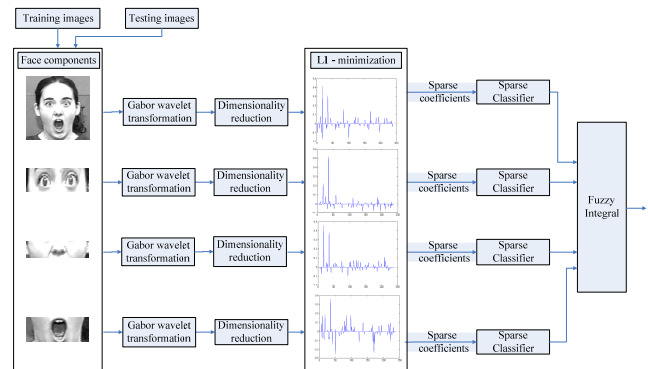 Training images
Testing images
Face components
L1 - minimization
Gabor wavelet
transformation
Dimensionality
reduction
Sparse
coefficients
Sparse
Classifier
Gabor wavelet
transformation
Dimensionality
reduction
Sparse
coefficients
Sparse
Classifier
Fuzzy
Integral
Gabor wavelet
transformation
Dimensionality
reduction
Sparse
coefficients
Sparse
Classifier
Gabor wavelet
transformation
Dimensionality
reduction
Sparse
coefficients
Sparse
Classifier